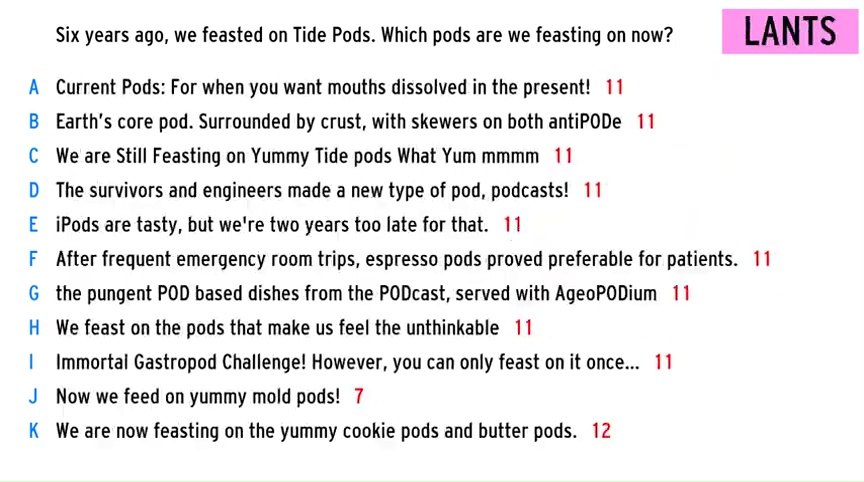 Six years ago, we feasted on Tide Pods. Which pods are we feasting on now?
LANTS
A Current Pods: For when you want mouths dissolved in the present! 11
B Earth's core pod. Surrounded by crust, with skewers on both antiPODe 11
C We are Still Feasting on Yummy Tide pods What Yum mmmm 11
D The survivors and engineers made a new type of pod, podcasts! 11
E iPods are tasty, but we're two years too late for that. 11
F After frequent emergency room trips, espresso pods proved preferable for patients. 11
G the pungent POD based dishes from the PODcast, served with AgeoPODium 11
H We feast on the pods that make us feel the unthinkable 11
I Immortal Gastropod Challenge! However, you can only feast on it once... 11
J Now we feed on yummy mold pods! 7
K We are now feasting on the yummy cookie pods and butter pods. 12